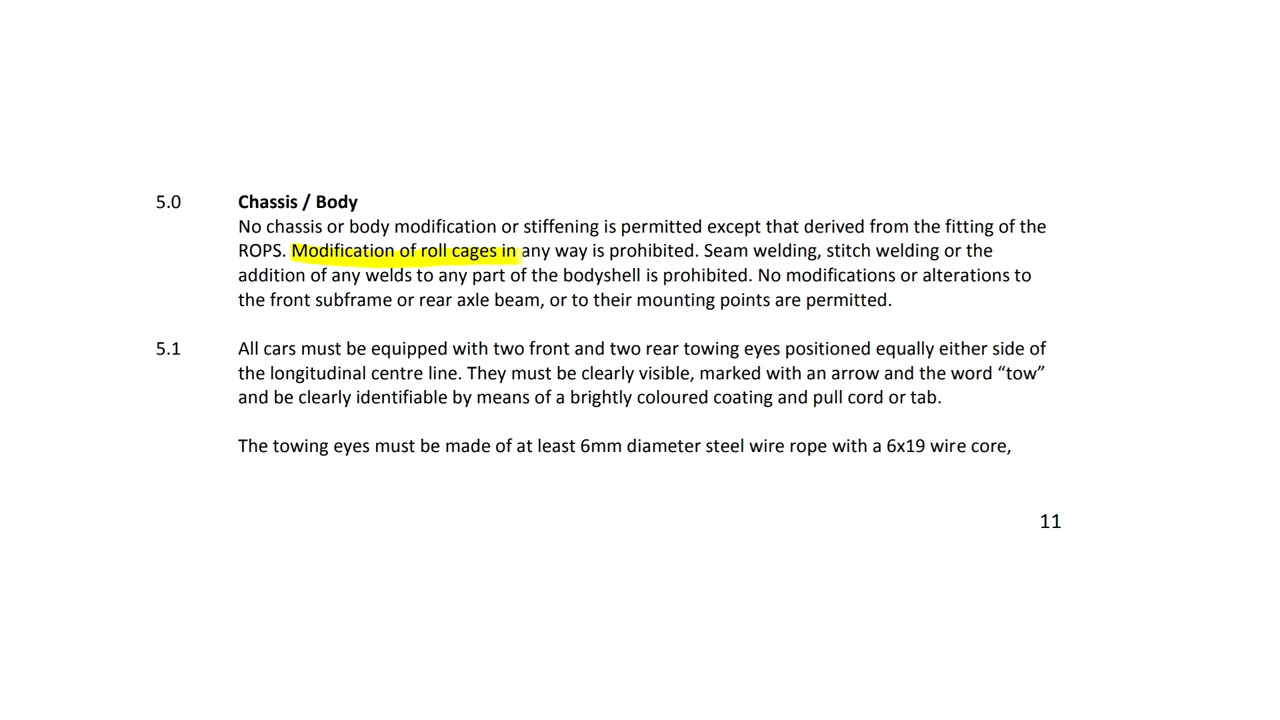 5.0 Chassis / Body
No chassis or body modification or stiffening is permitted except that derived from the fitting of the
ROPS. Modification of roll cages in any way is prohibited. Seam welding, stitch welding or the
addition of any welds to any part of the bodyshell is prohibited. No modifications or alterations to
the front subframe or rear axle beam, or to their mounting points are permitted.
5.1 All cars must be equipped with two front and two rear towing eyes positioned equally either side of
the longitudinal centre line. They must be clearly visible, marked with an arrow and the word “tow”
and be clearly identifiable by means of a brightly coloured coating and pull cord or tab.
The towing eyes must be made of at least 6mm diameter steel wire rope with a 6x19 wire core,
11